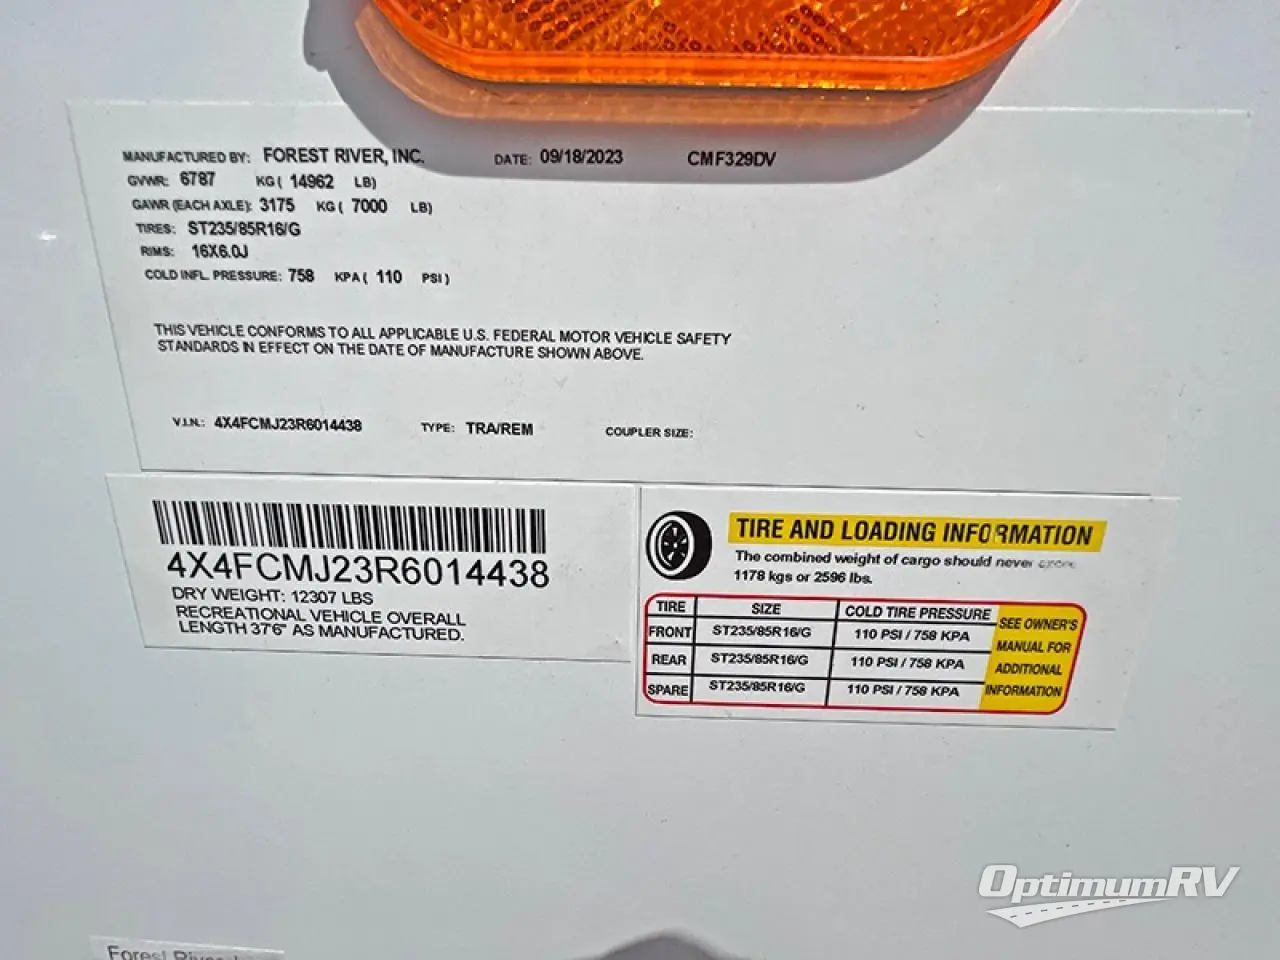 MANUFACTURED BY: FOREST RIVER, INC. DATE: 09/18/2023 CMF329DV
GVWR: 6787 KG ( 14962 LB)
GAWR (EACH AXLE): 3175 KG ( 7000 LB)
TIRES: ST235/85R16/G
RIMS: 16X6.0J
COLD INFL. PRESSURE: 758 KPA ( 110 PSI )
THIS VEHICLE CONFORMS TO ALL APPLICABLE U.S. FEDERAL MOTOR VEHICLE SAFETY
STANDARDS IN EFFECT ON THE DATE OF MANUFACTURE SHOWN ABOVE.
V.I.N.: 4X4FCMJ23R6014438 TYPE: TRA/REM COUPLER SIZE:
4X4FCMJ23R6014438
DRY WEIGHT: 12307 LBS
RECREATIONAL VEHICLE OVERALL
LENGTH 37'6" AS MANUFACTURED.
TIRE AND LOADING INFORMATION
The combined weight of cargo should never exceed
1178 kgs or 2596 lbs.
TIRE SIZE COLD TIRE PRESSURE
FRONT ST235/85R16/G 110 PSI / 758 KPA
REAR ST235/85R16/G 110 PSI / 758 KPA
SPARE ST235/85R16/G 110 PSI / 758 KPA
SEE OWNER'S
MANUAL FOR
ADDITIONAL
INFORMATION
OptimumRV
Forest River